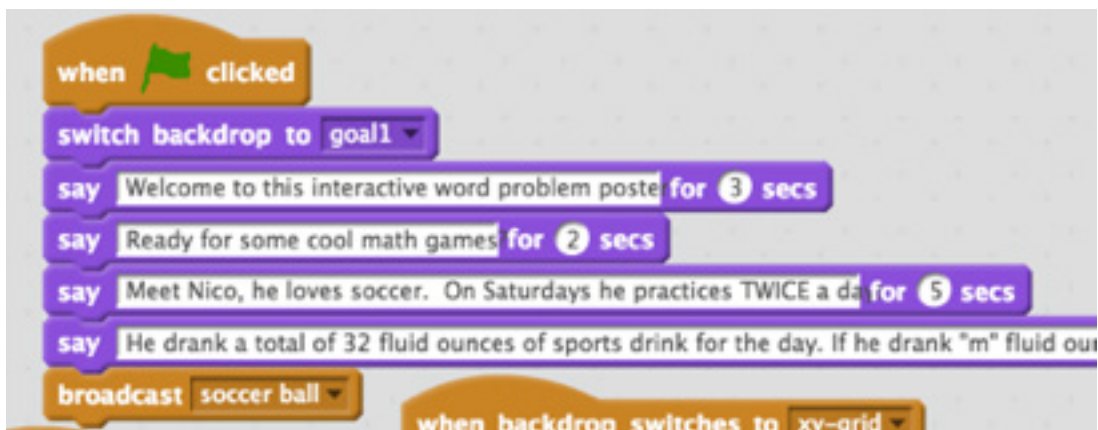 when clicked
switch backdrop to goal1
say Welcome to this interactive word problem poste for 3 secs
say Ready for some cool math games for 2 secs
say Meet Nico, he loves soccer. On Saturdays he practices TWICE a day for 5 secs
say He drank a total of 32 fluid ounces of sports drink for the day. If he drank "m" fluid oun
broadcast soccer ball
when backdrop switches to xy-grid